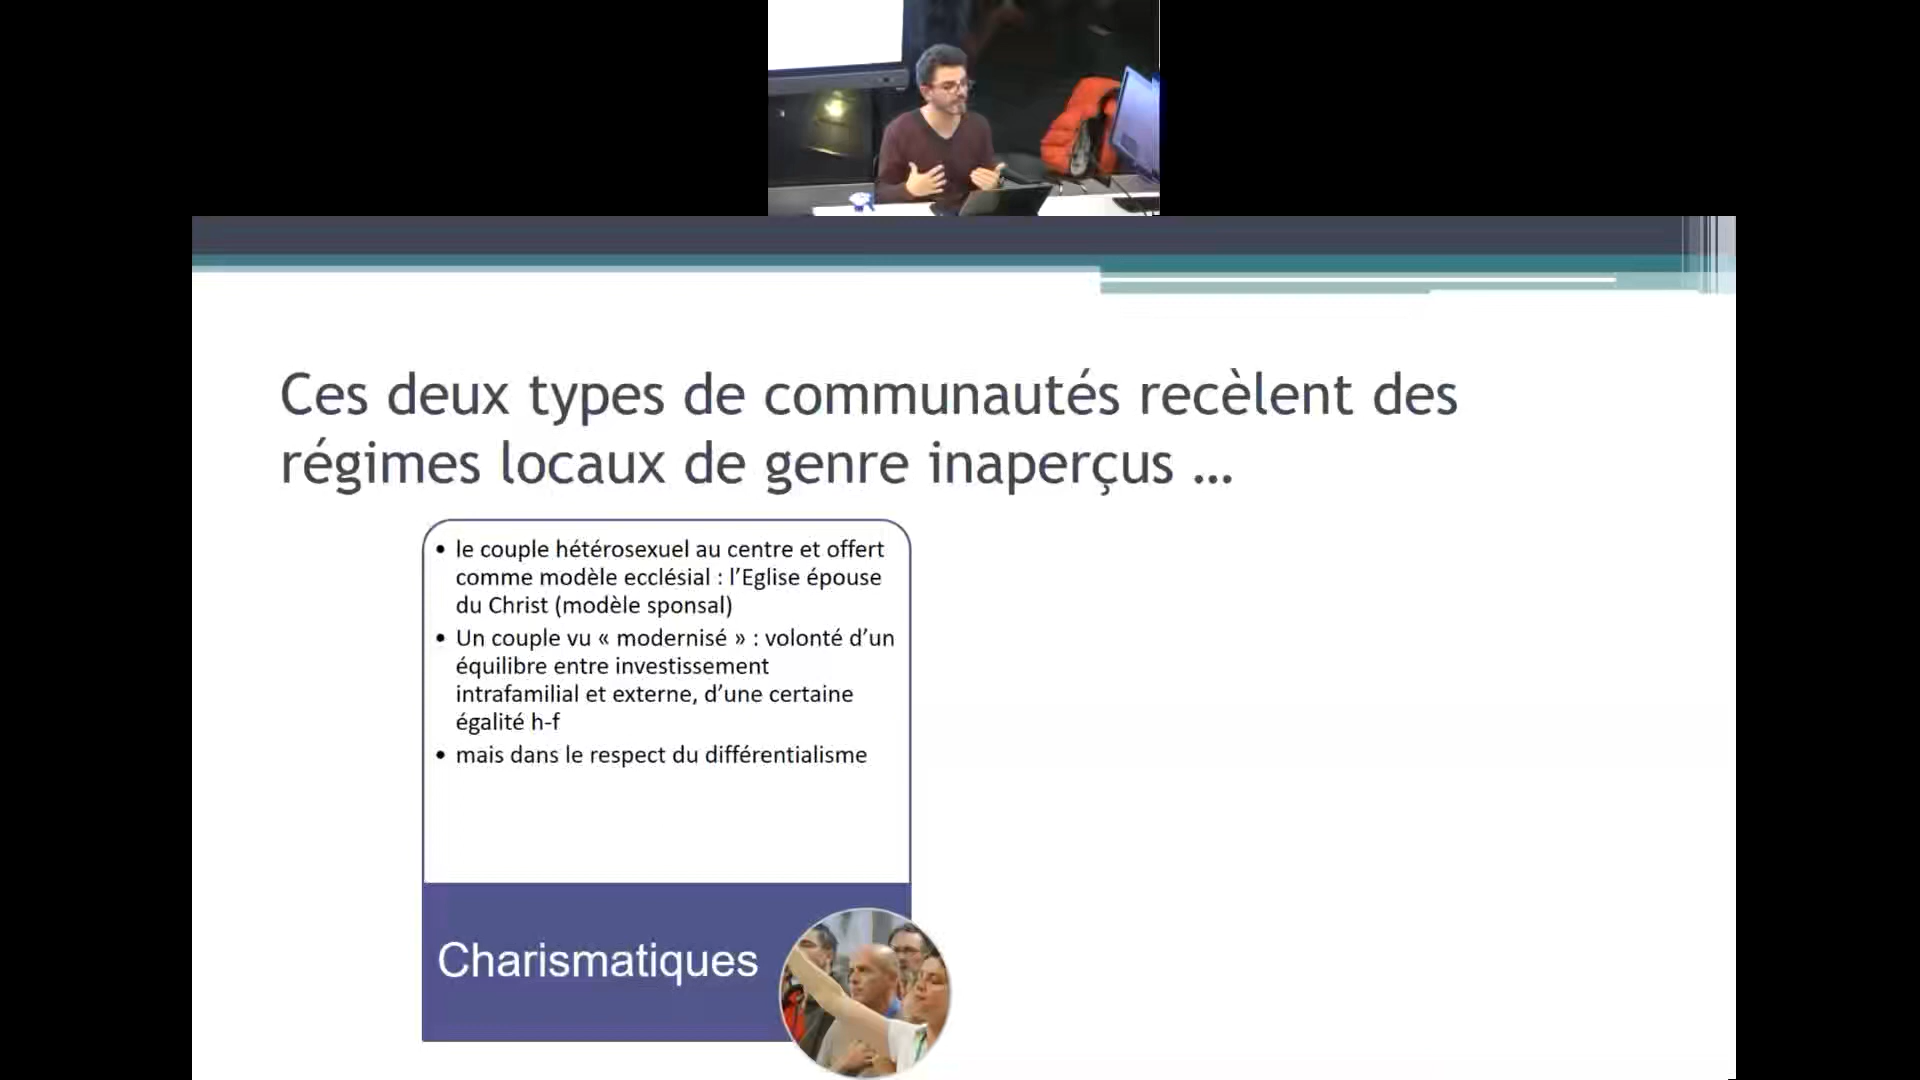 Ces deux types de communautés recèlent des
régimes locaux de genre inaperçus ...
• le couple hétérosexuel au centre et offert
comme modèle ecclésial : l’Eglise épouse
du Christ (modèle sponsal)
• Un couple vu « modernisé » : volonté d’un
équilibre entre investissement
intrafamilial et externe, d’une certaine
égalité h-f
• mais dans le respect du différentialisme
Charismatiques